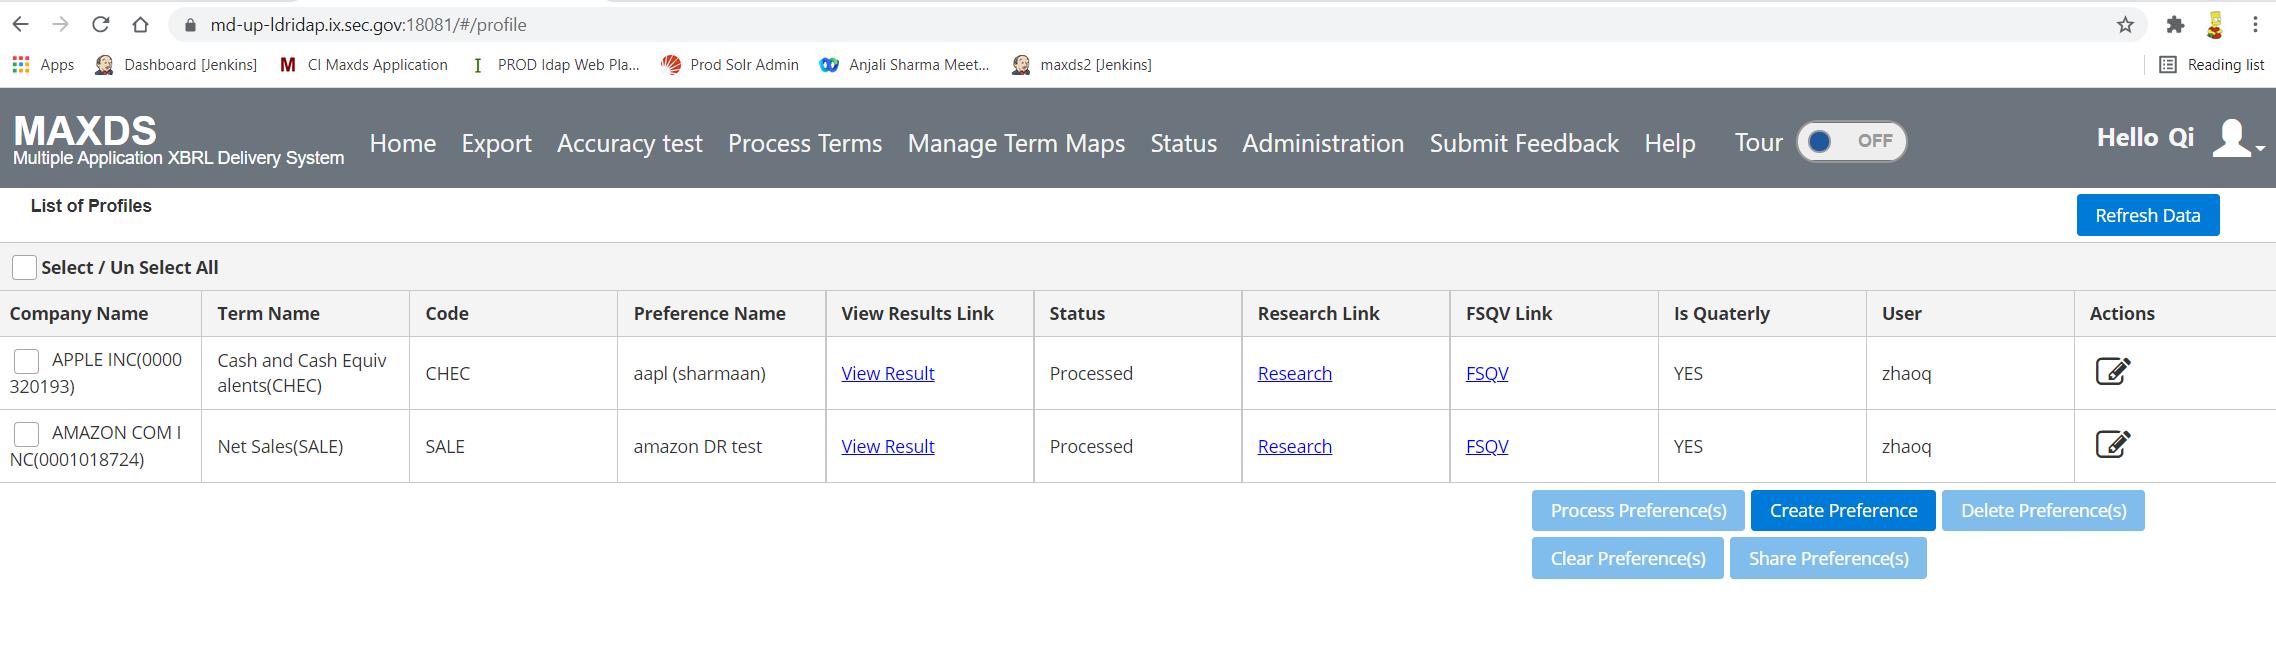 md-up-ldridap.ix.sec.gov:18081/#/profile
Apps Dashboard [Jenkins] M CI Maxds Application I PROD Idap Web Pla... Prod Solr Admin Anjali Sharma Meet... maxds2 [Jenkins] Reading list
MAXDS
Multiple Application XBRL Delivery System
Home Export Accuracy test Process Terms Manage Term Maps Status Administration Submit Feedback Help Tour OFF Hello Qi
List of Profiles
Refresh Data
Select / Un Select All
Company Name Term Name Code Preference Name View Results Link Status Research Link FSQV Link Is Quaterly User Actions
APPLE INC(0000
320193)
Cash and Cash Equiv
alents(CHEC)
CHEC aapl (sharmaan) View Result Processed Research FSQV YES zhaoq
AMAZON COM I
NC(0001018724)
Net Sales(SALE) SALE amazon DR test View Result Processed Research FSQV YES zhaoq
Process Preference(s) Create Preference Delete Preference(s)
Clear Preference(s) Share Preference(s)